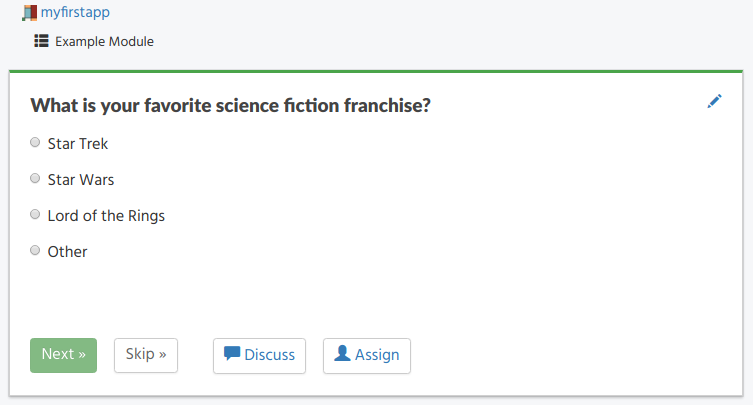 myfirstapp
Example Module
What is your favorite science fiction franchise?
Star Trek
Star Wars
Lord of the Rings
Other
Next » Skip » Discuss Assign